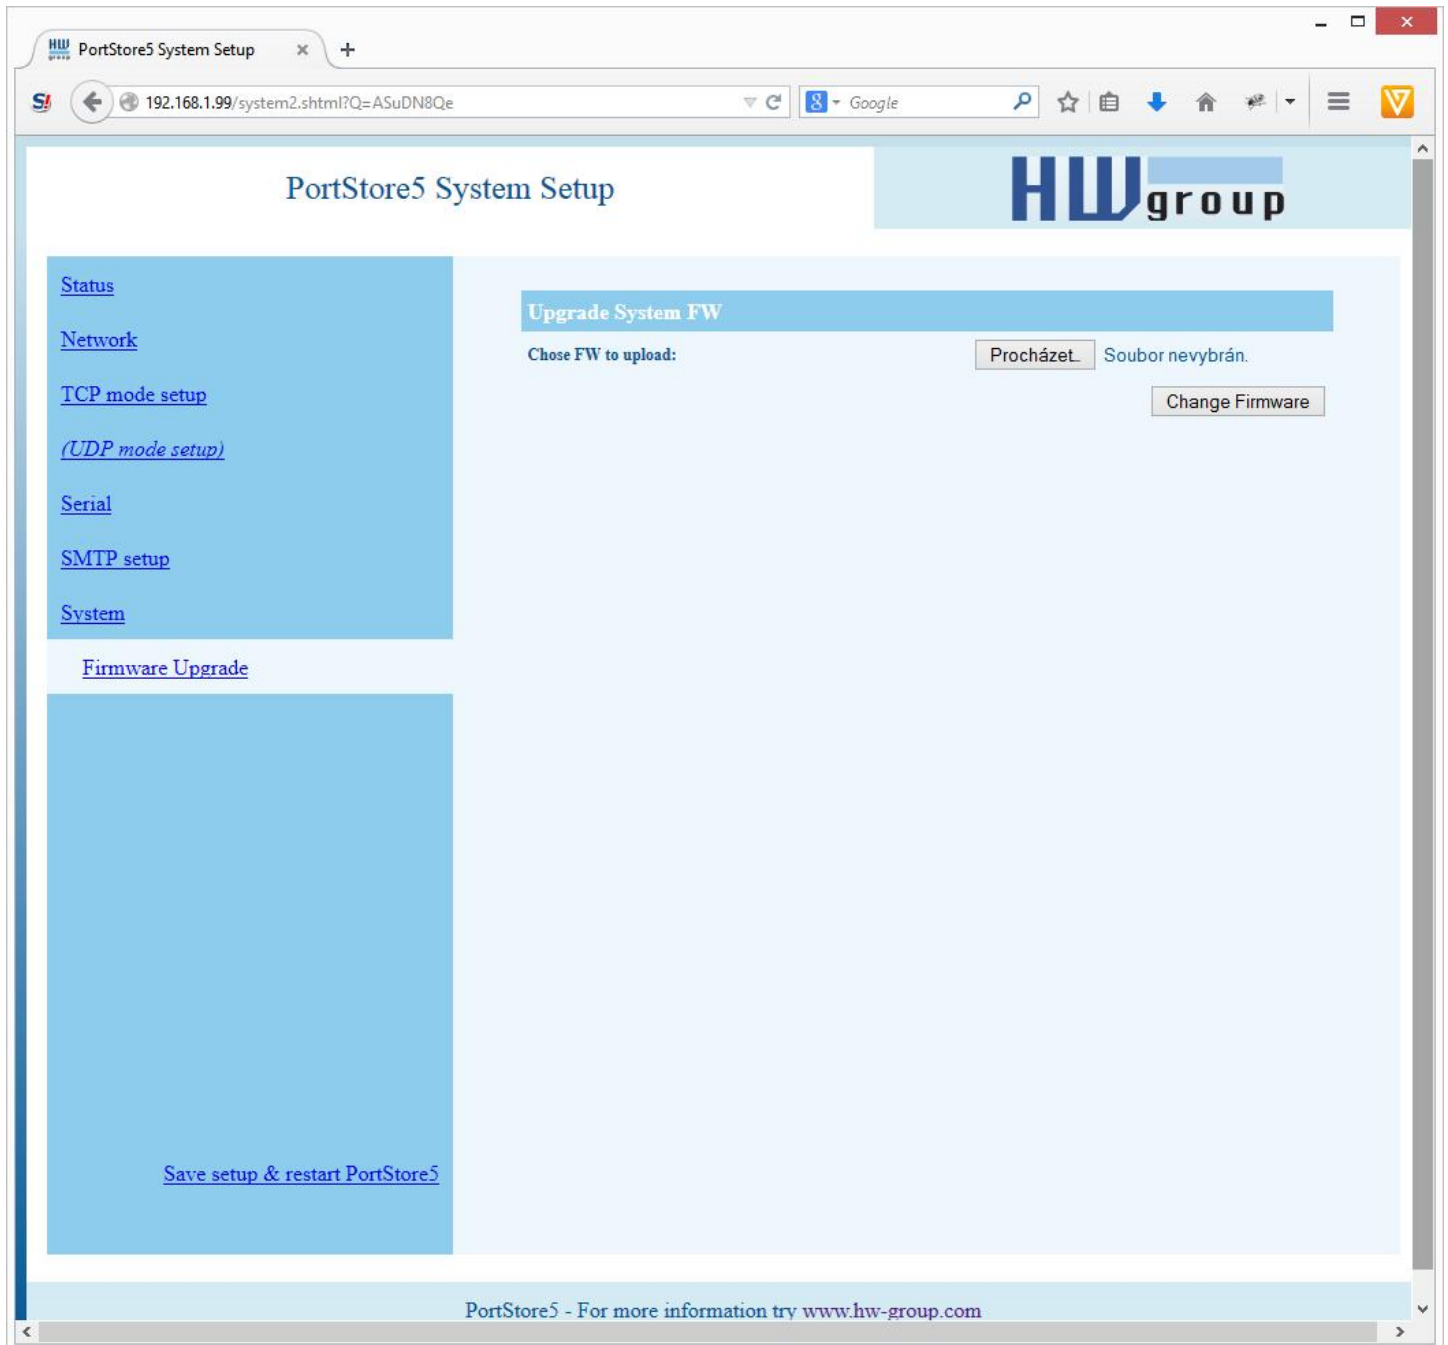 PortStore5 System Setup
192.168.1.99/system2.shtml?Q=ASuDN8Qe
Google
PortStore5 System Setup
HW group
Status
Network
TCP mode setup
(UDP mode setup)
Serial
SMTP setup
System
Firmware Upgrade
Save setup & restart PortStore5
Upgrade System FW
Chose FW to upload:
Procházet.. Soubor nevybrán.
Change Firmware
PortStore5 - For more information try www.hw-group.com